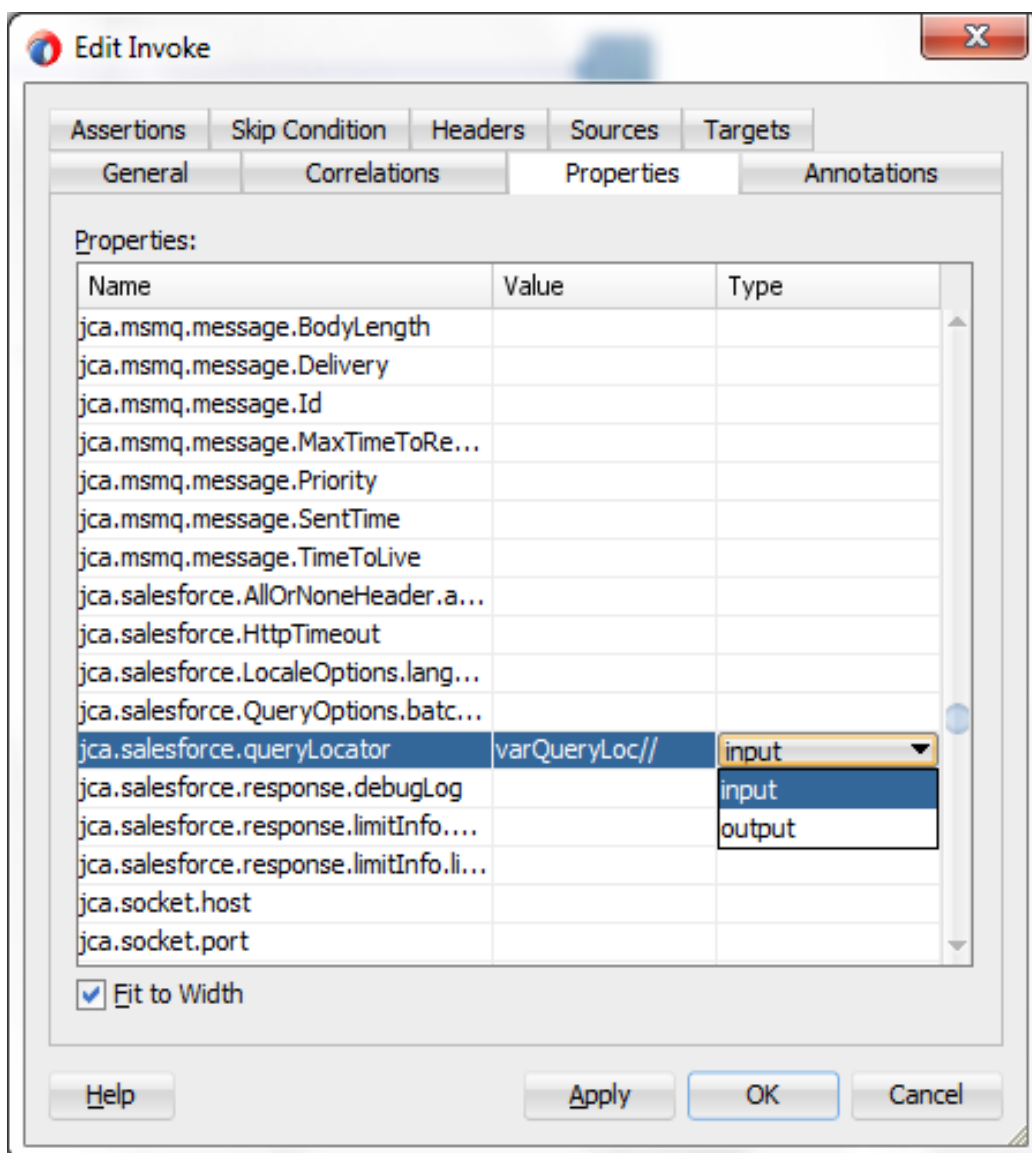 Edit Invoke
Assertions Skip Condition Headers Sources Targets
General Correlations Properties Annotations
Properties:
Name Value Type
jca.msmq.message.BodyLength
jca.msmq.message.Delivery
jca.msmq.message.Id
jca.msmq.message.MaxTimeToRe...
jca.msmq.message.Priority
jca.msmq.message.SentTime
jca.msmq.message.TimeToLive
jca.salesforce.AllOrNoneHeader.a...
jca.salesforce.HttpTimeout
jca.salesforce.LocaleOptions.lang...
jca.salesforce.QueryOptions.batc...
jca.salesforce.queryLocator varQueryLoc// input
jca.salesforce.response.debugLog input
jca.salesforce.response.limitInfo.... output
jca.salesforce.response.limitInfo.li...
jca.socket.host
jca.socket.port
Fit to Width
Help Apply OK Cancel